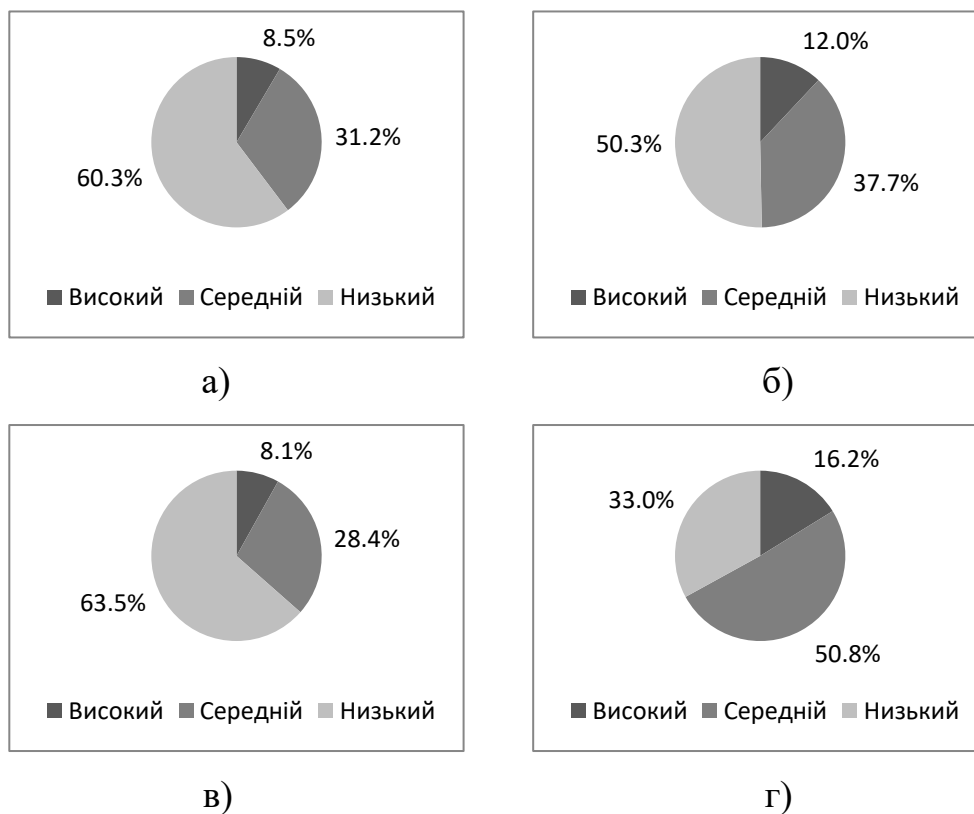 8.5%
31.2%
60.3%
Високий Середній Низький
а)
12.0%
37.7%
50.3%
Високий Середній Низький
б)
8.1%
28.4%
63.5%
Високий Середній Низький
в)
16.2%
33.0%
50.8%
Високий Середній Низький
г)